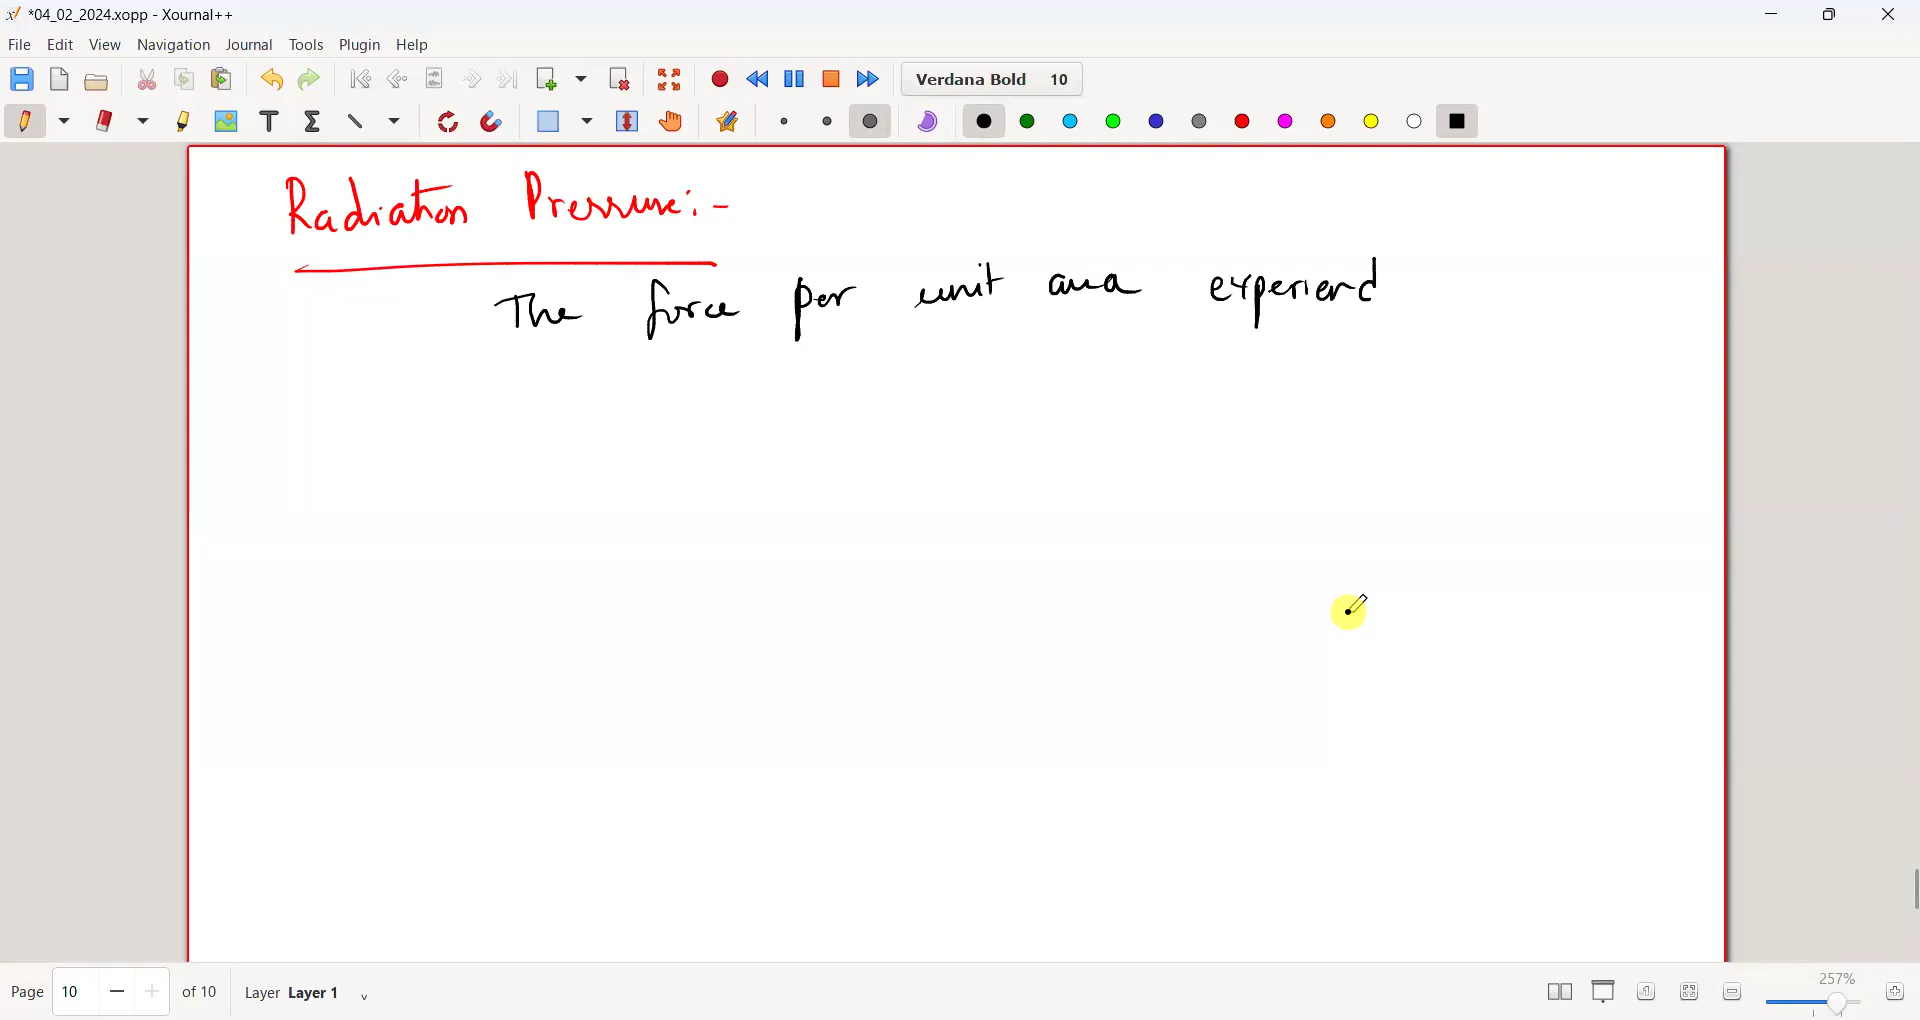 *04_02_2024.xopp - Xournal++
File Edit View Navigation Journal Tools Plugin Help
Verdana Bold 10
Radiation Pressure:-
The force per unit area experiend
Page 10 of 10 Layer Layer 1 257%